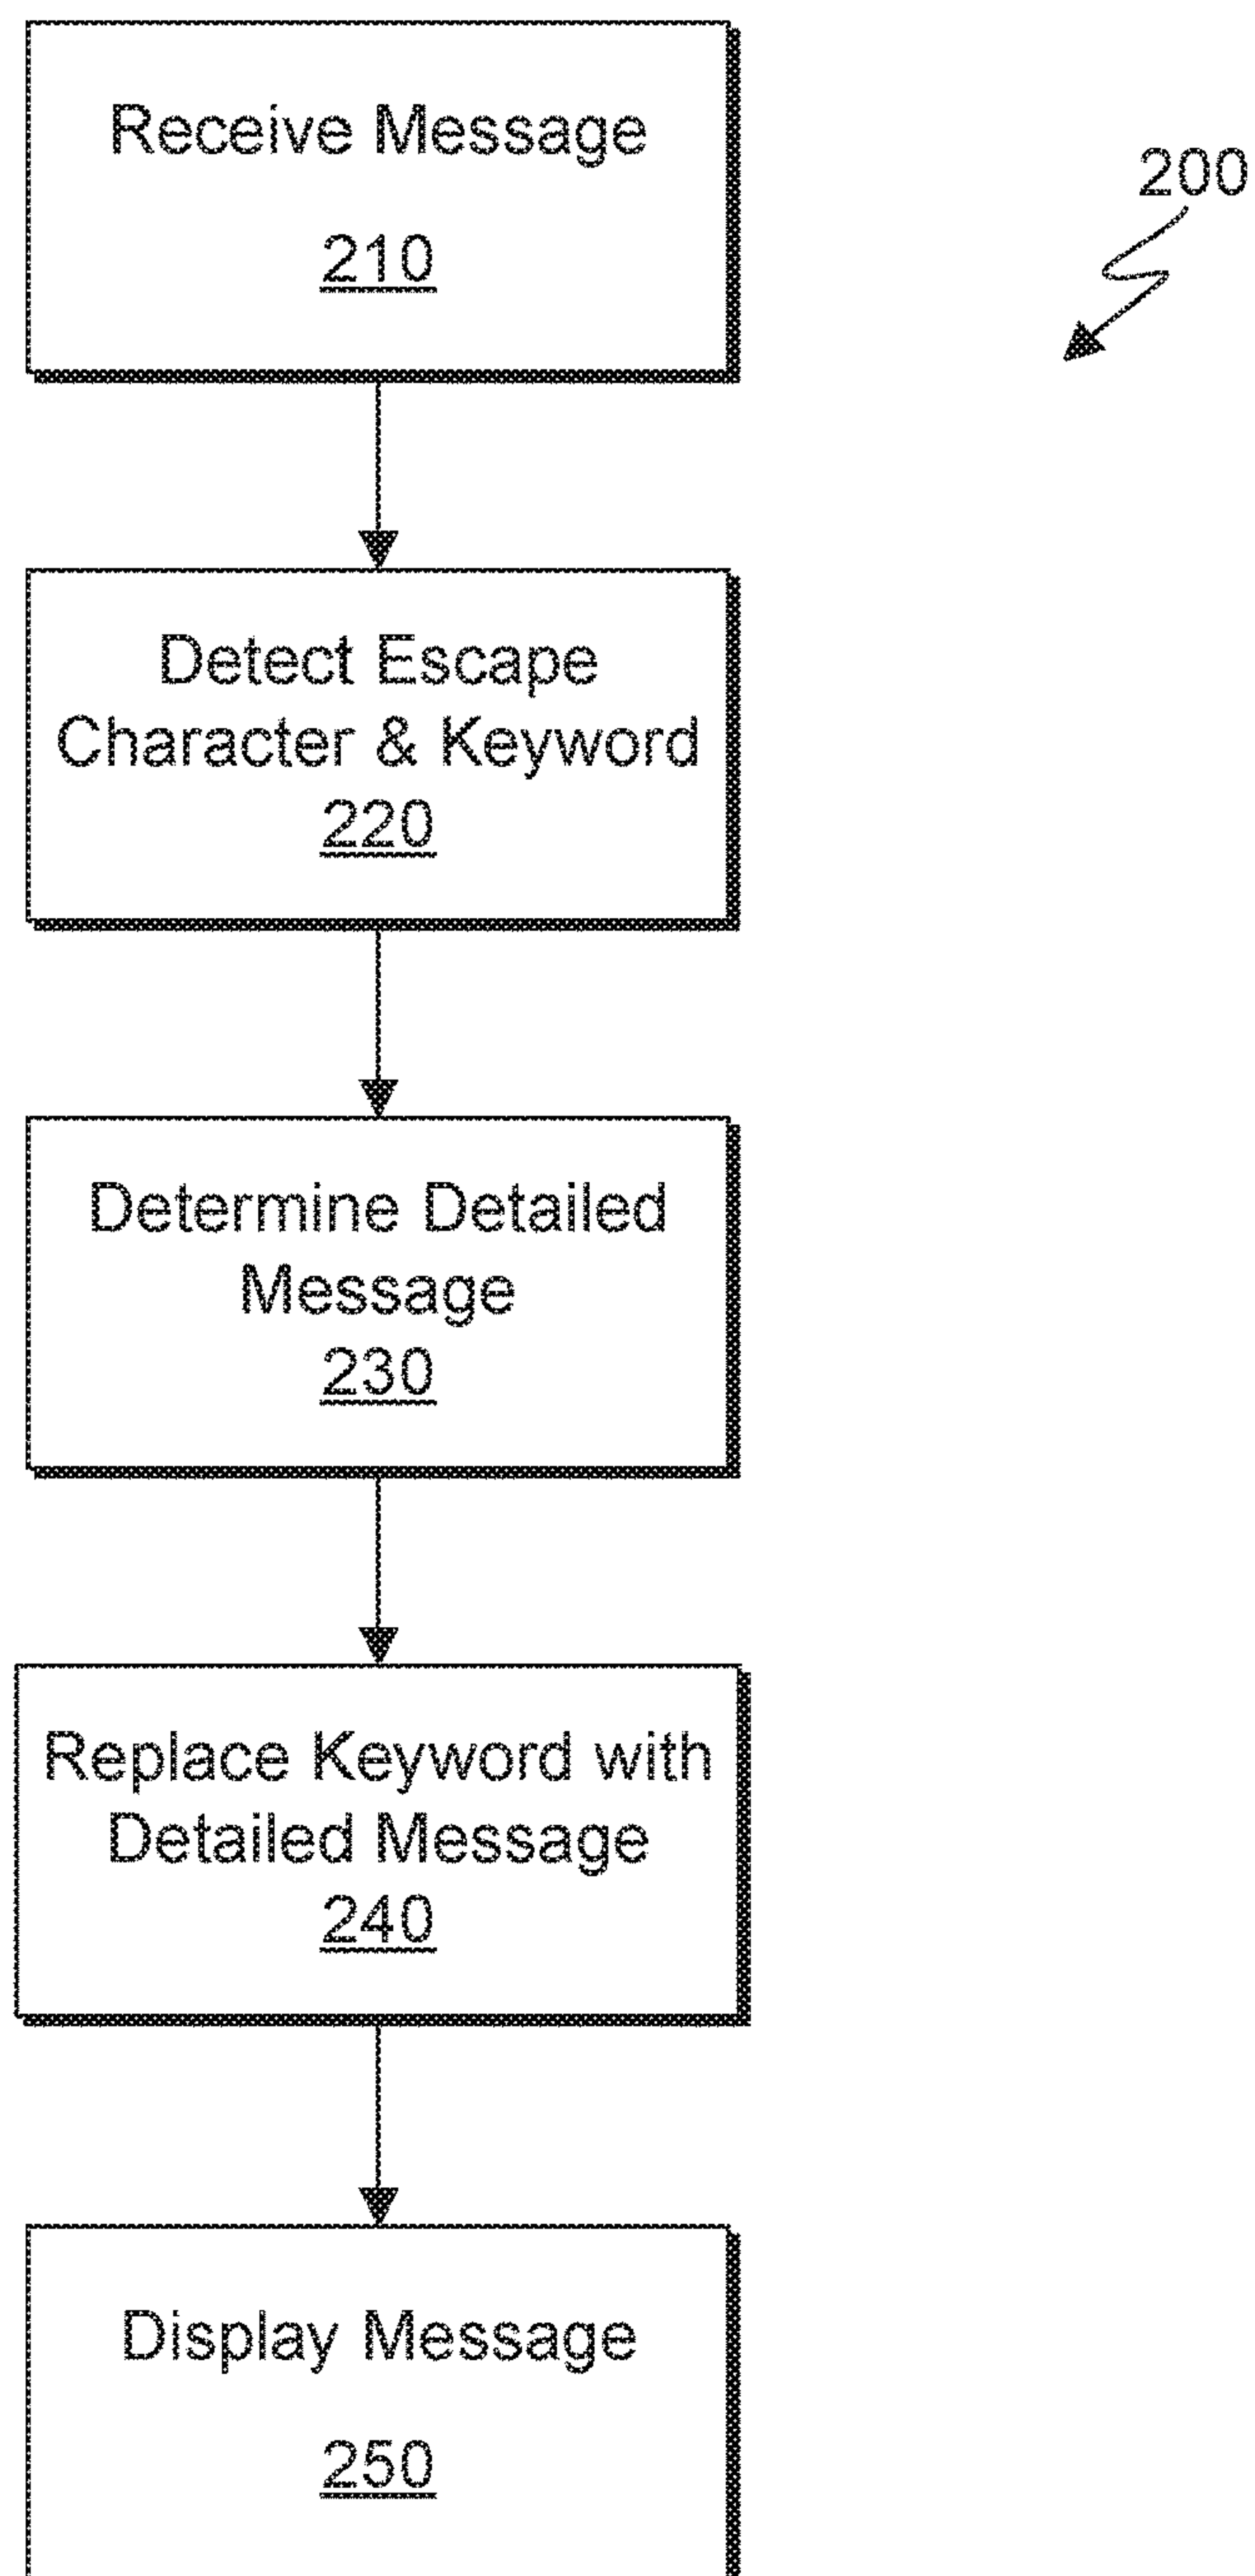 Receive Message
210
200
Detect Escape
Character & Keyword
220
Determine Detailed
Message
230
Replace Keyword with
Detailed Message
240
Display Message
250